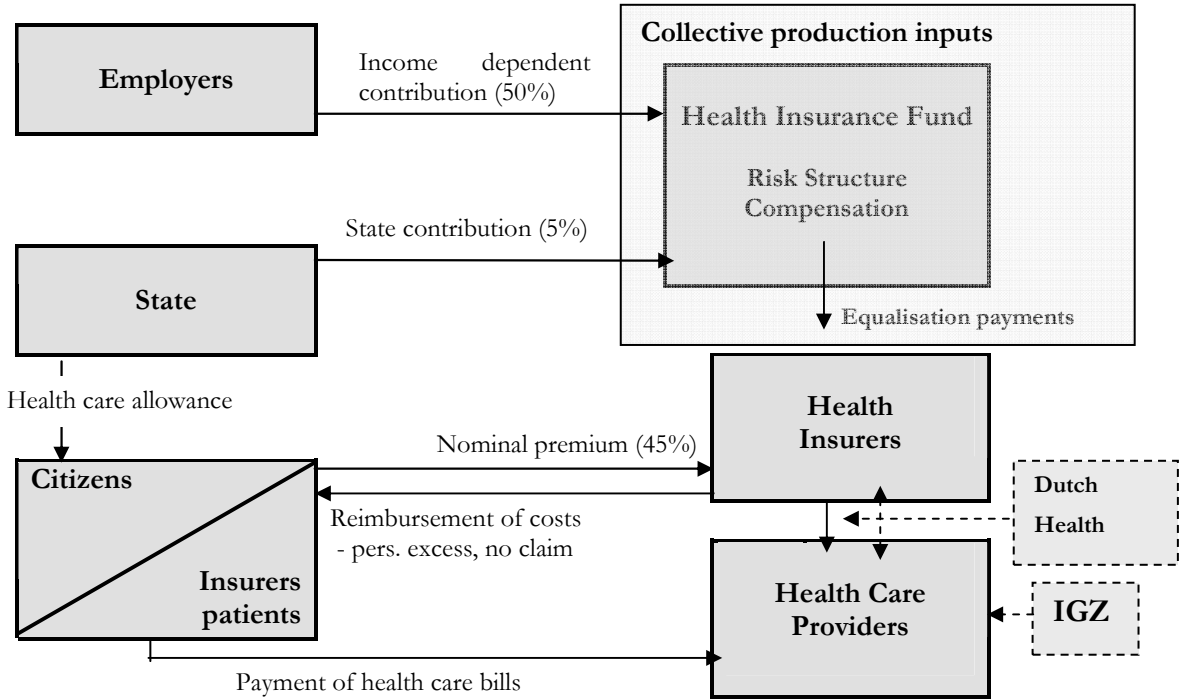 Collective production inputs
Employers
Income dependent
contribution (50%)
Health Insurance Fund
Risk Structure
Compensation
State contribution (5%)
State
Equalisation payments
Health care allowance
Health
Insurers
Nominal premium (45%)
Citizens
Dutch
Health
Reimbursement of costs
- pers. excess, no claim
Insurers
patients
Health Care
Providers
IGZ
Payment of health care bills